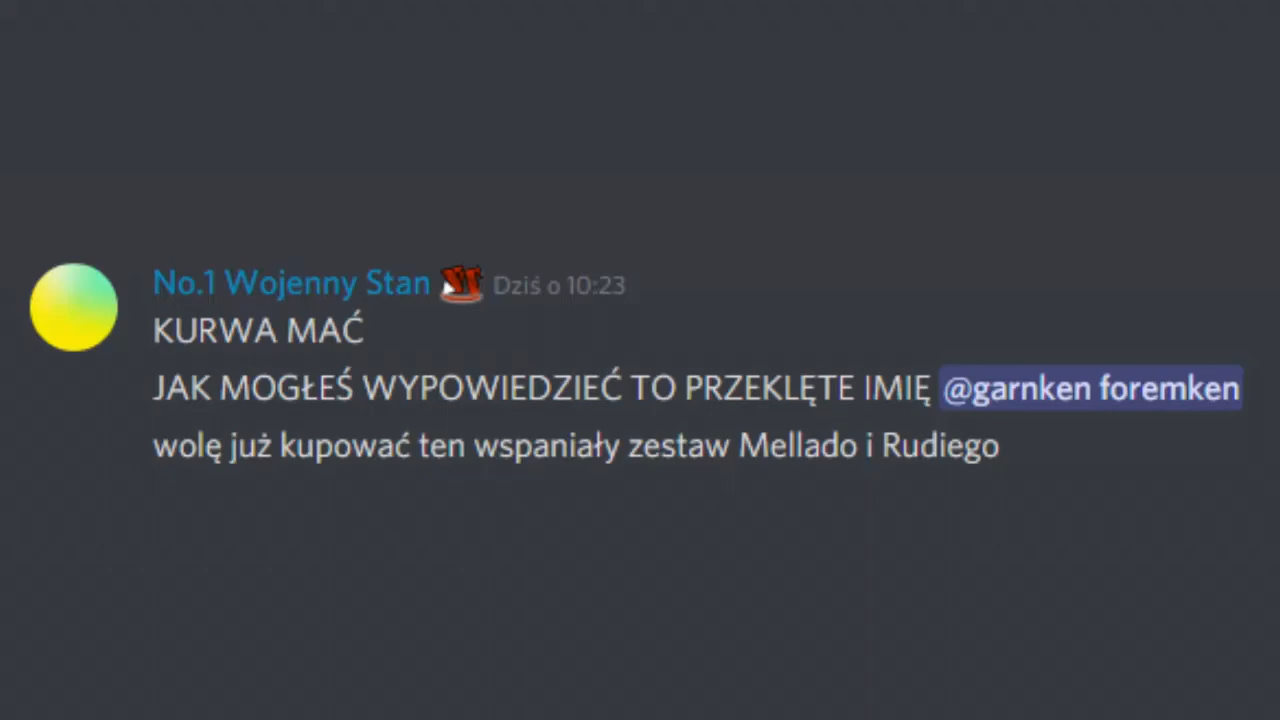 No.1 Wojenny Stan Dziś o 10:23
KURWA MAĆ
JAK MOGŁEŚ WYPOWIEDZIEĆ TO PRZEKLĘTE IMIĘ @garnken foremken
wolę już kupować ten wspaniały zestaw Mellado i Rudiego